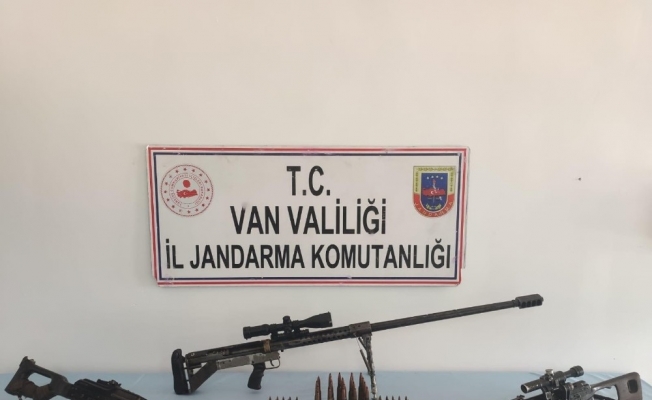 T.C.
VAN VALİLİĞİ
İL JANDARMA KOMUTANLIĞI